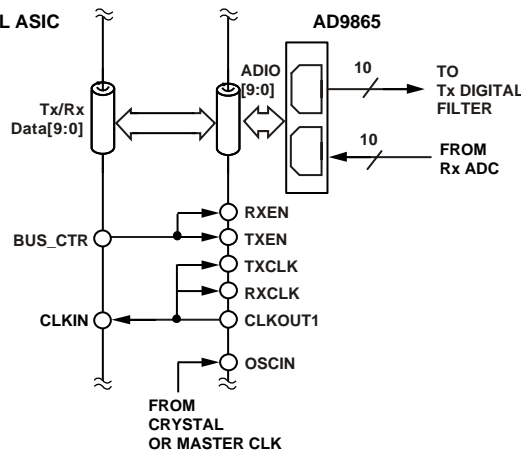 L ASIC
AD9865
ADIO
[9:0]
10
TO
Tx DIGITAL
FILTER
Tx/Rx
Data[9:0]
10
FROM
Rx ADC
RXEN
BUS_CTR
TXEN
TXCLK
RXCLK
CLKIN
CLKOUT1
OSCIN
FROM
CRYSTAL
OR MASTER CLK